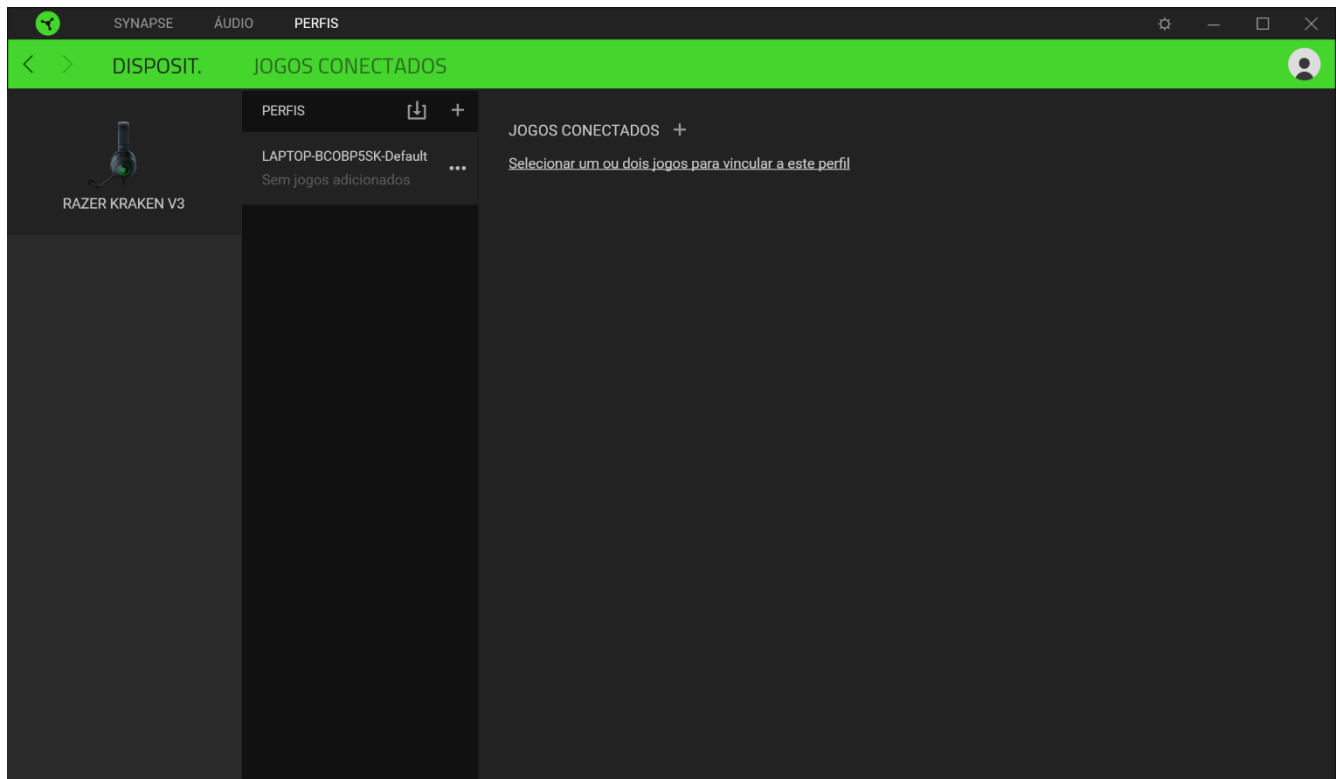 SYNAPSE ÁUDIO PERFIS
DISPOSIT. JOGOS CONECTADOS
RAZER KRAKEN V3
PERFIS
LAPTOP-BCOBP5SK-Default
Sem jogos adicionados
JOGOS CONECTADOS +
Selecionar um ou dois jogos para vincular a este perfil